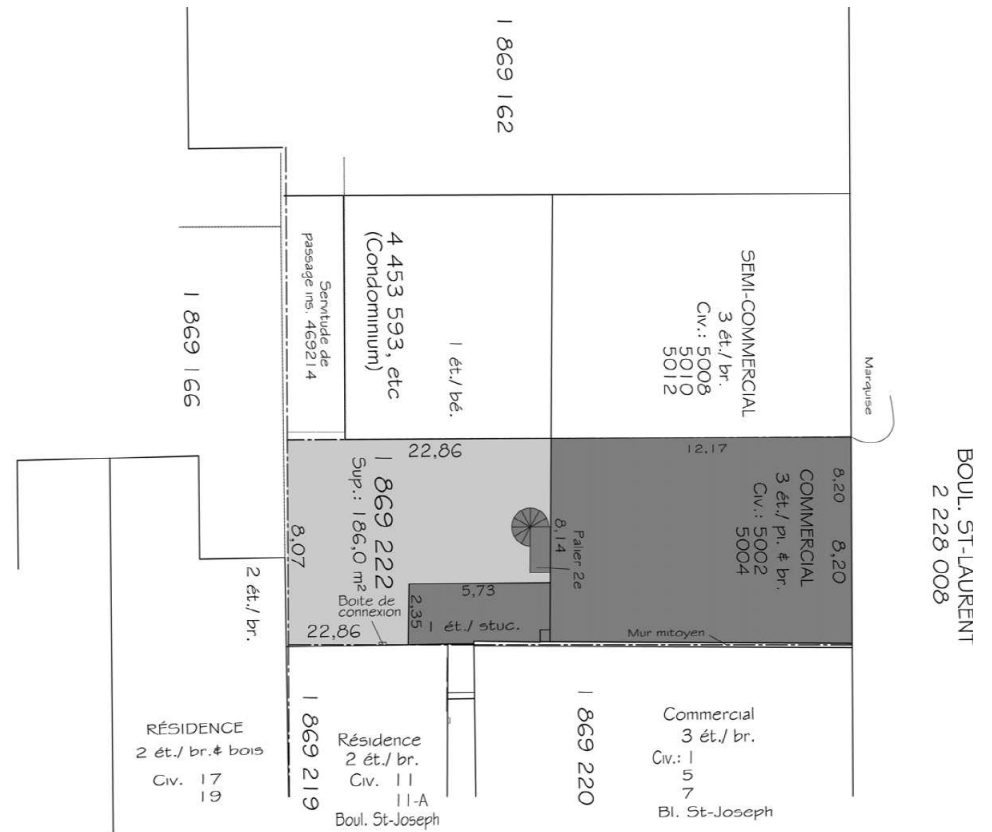 1 869 162
Servitude de
passage ins. 469214
4 453 593, etc
(Condominium)
1 ét./ bé.
SEMI-COMMERCIAL
3 ét./ br.
Civ.: 5008
5010
5012
Marquise
1 869 166
BOUL. ST-LAURENT
2 228 008
22,86
12,17
1 869 222
Sup.: 186,0 m²
8,07
8,14
Palier 2e
COMMERCIAL
3 ét./ pi. & br.
Civ.: 5002
5004
8,20
8,20
5,73
2,35
1 ét./ stuc.
Boite de
connexion
22,86
Mur mitoyen
2 ét./ br.
RÉSIDENCE
2 ét./ br.& bois
Civ. 17
19
1 869 219
Résidence
2 ét./ br.
Civ. 11
11-A
Boul. St-Joseph
1 869 220
Commercial
3 ét./ br.
Civ.: 1
5
7
Bl. St-Joseph